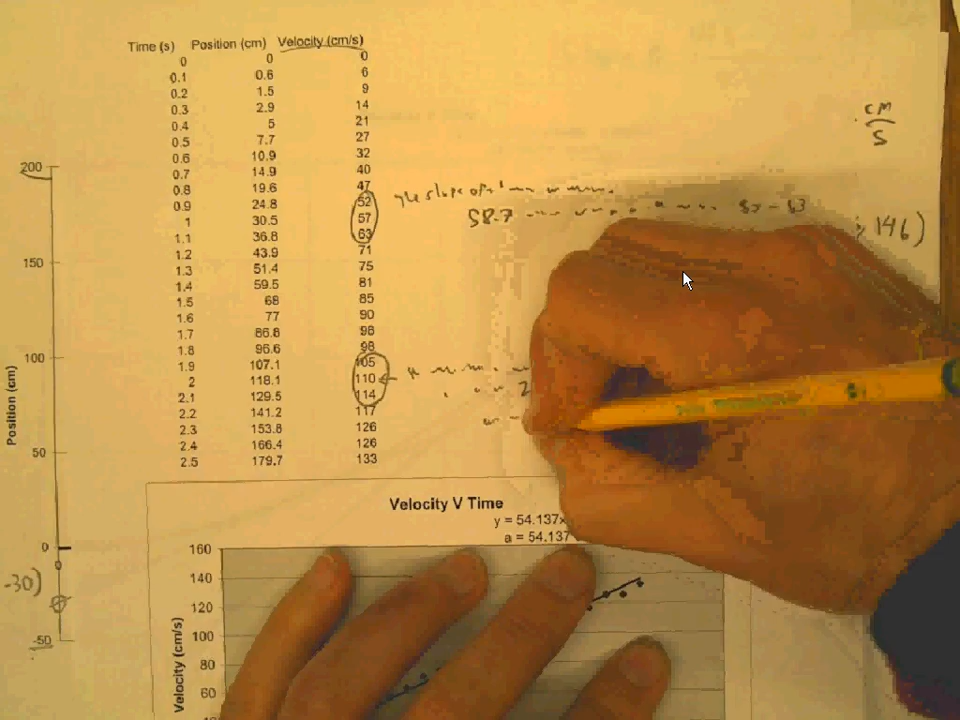 Time (s) Position (cm) Velocity (cm/s)
0 0 0
0.1 0.6 6
0.2 1.5 9
0.3 2.9 14
0.4 5 21
0.5 7.7 27
0.6 10.9 32
0.7 14.9 40
0.8 19.6 47
0.9 24.8 52
1 30.5 57
1.1 36.8 63
1.2 43.9 71
1.3 51.4 75
1.4 59.5 81
1.5 68 85
1.6 77 90
1.7 86.8 98
1.8 96.6 98
1.9 107.1 105
2 118.1 110
2.1 129.5 114
2.2 141.2 117
2.3 153.8 126
2.4 166.4 126
2.5 179.7 133
cm
s
The slope of
58.7
146)
200
150
100
50
0
0
-30)
-50
Position (cm)
Velocity V Time
y = 54.137x
a = 54.137
160
140
120
100
80
60
Velocity (cm/s)